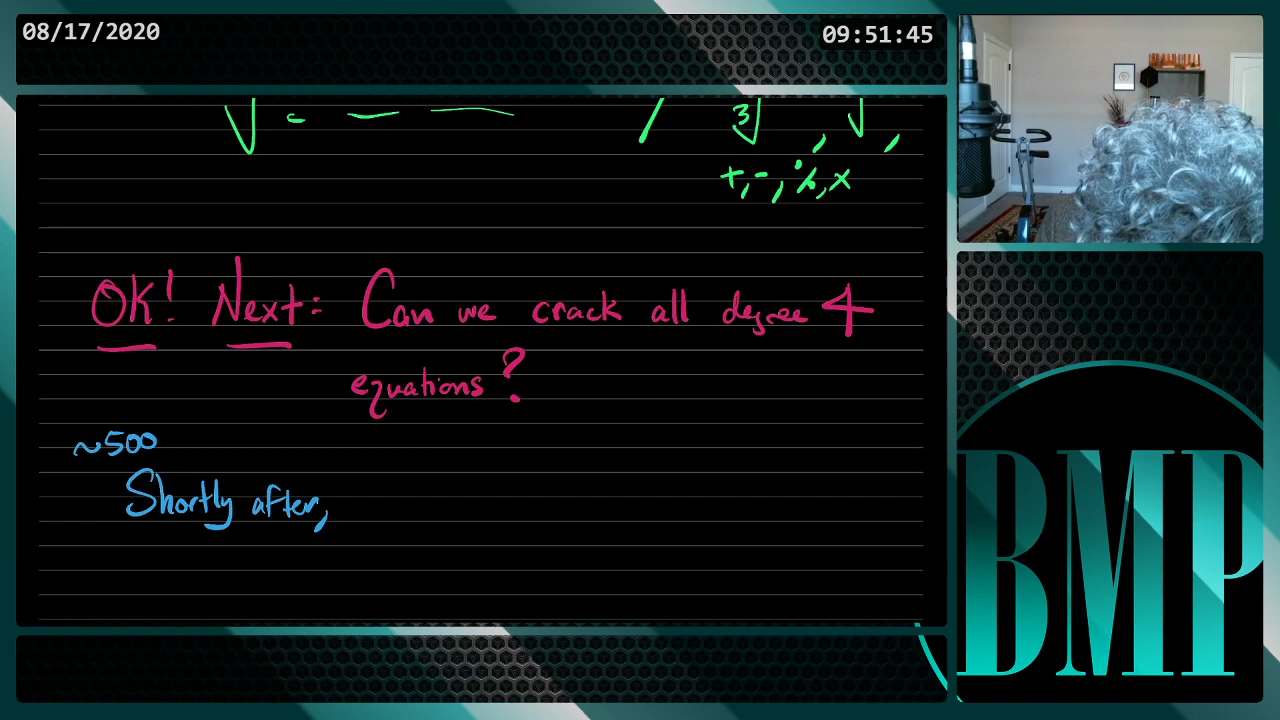 08/17/2020
09:51:45
3√ , √ ,
+, -, %, x
OK! Next: Can we crack all degree 4
equations?
~500
Shortly after,
BMP